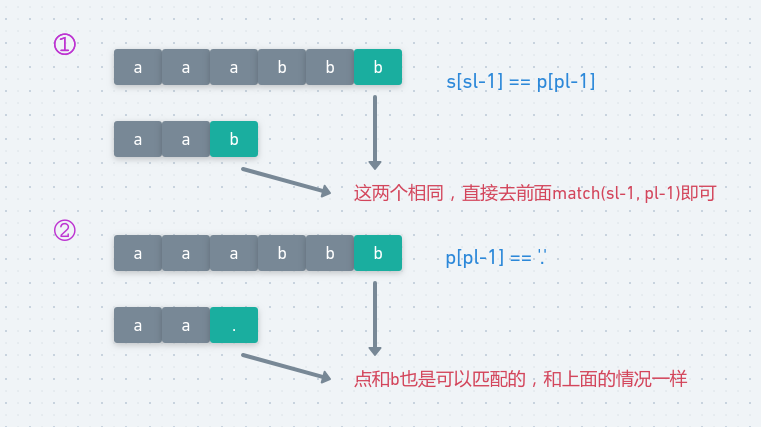 ①
a a a b b b
s[sl-1] == p[pl-1]
a a b
这两个相同，直接去前面match(sl-1, pl-1)即可
②
a a a b b b
p[pl-1] == '.'
a a .
点和b也是可以匹配的，和上面的情况一样